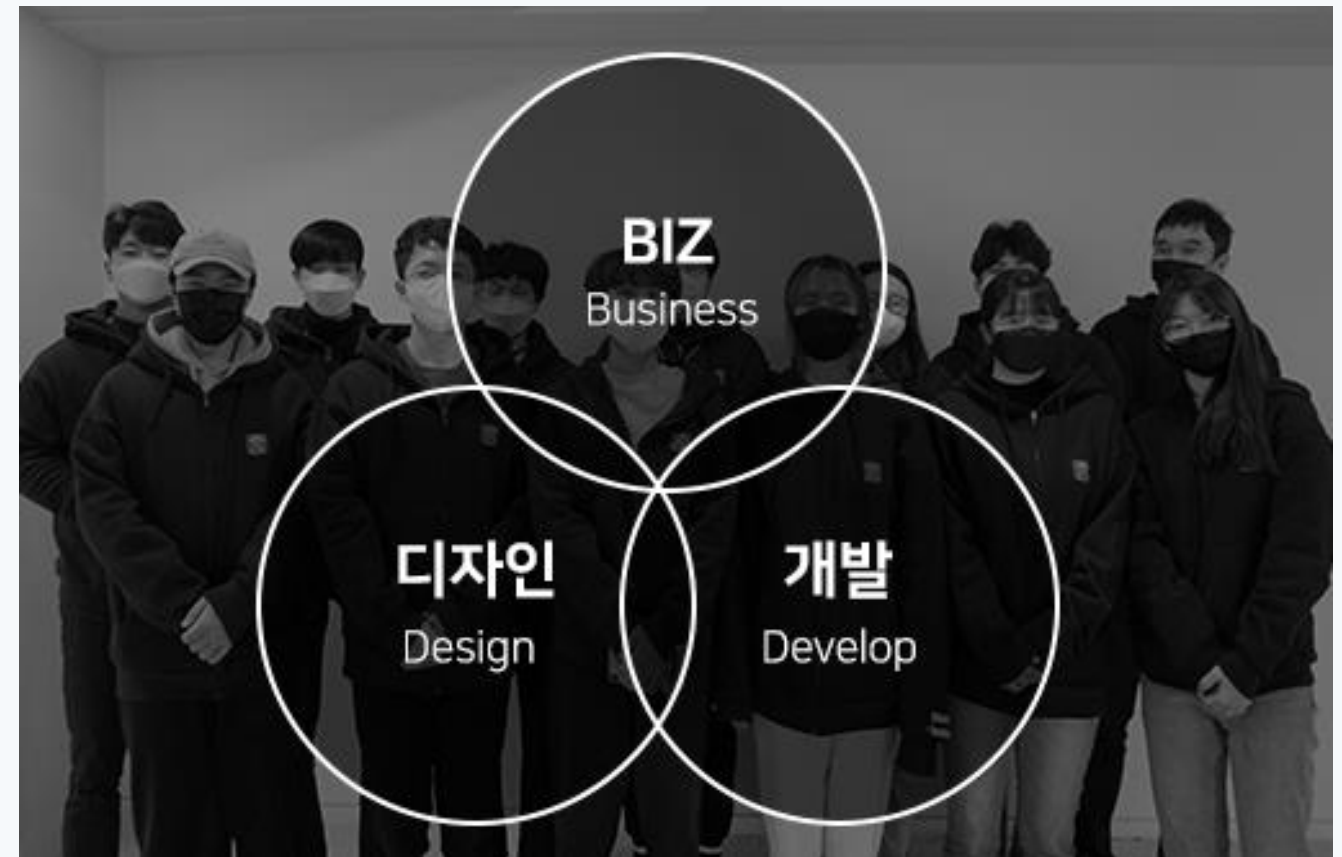 BIZ
Business
디자인
Design
개발
Develop